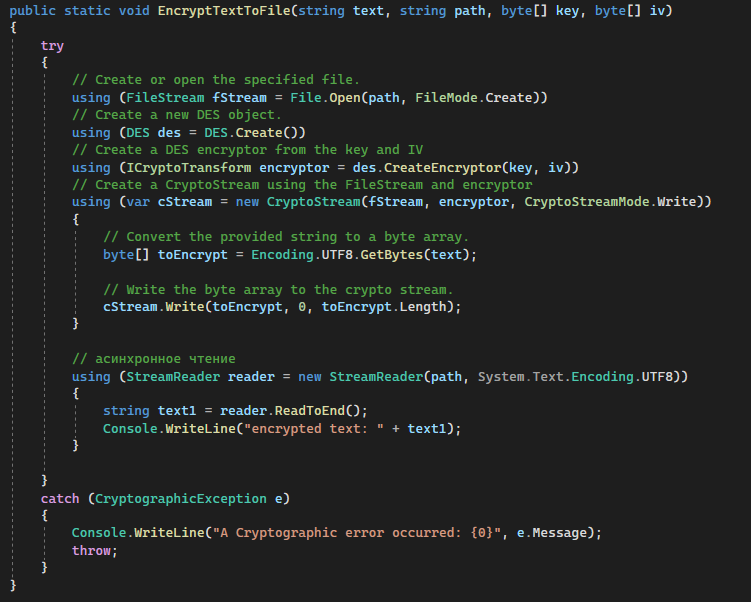 public static void EncryptTextToFile(string text, string path, byte[] key, byte[] iv)
{
    try
    {
        // Create or open the specified file.
        using (FileStream fStream = File.Open(path, FileMode.Create))
        // Create a new DES object.
        using (DES des = DES.Create())
        // Create a DES encryptor from the key and IV
        using (ICryptoTransform encryptor = des.CreateEncryptor(key, iv))
        // Create a CryptoStream using the FileStream and encryptor
        using (var cStream = new CryptoStream(fStream, encryptor, CryptoStreamMode.Write))
        {
            // Convert the provided string to a byte array.
            byte[] toEncrypt = Encoding.UTF8.GetBytes(text);

            // Write the byte array to the crypto stream.
            cStream.Write(toEncrypt, 0, toEncrypt.Length);
        }

        // асинхронное чтение
        using (StreamReader reader = new StreamReader(path, System.Text.Encoding.UTF8))
        {
            string text1 = reader.ReadToEnd();
            Console.WriteLine("encrypted text: " + text1);
        }

    }
    catch (CryptographicException e)
    {
        Console.WriteLine("A Cryptographic error occurred: {0}", e.Message);
        throw;
    }
}